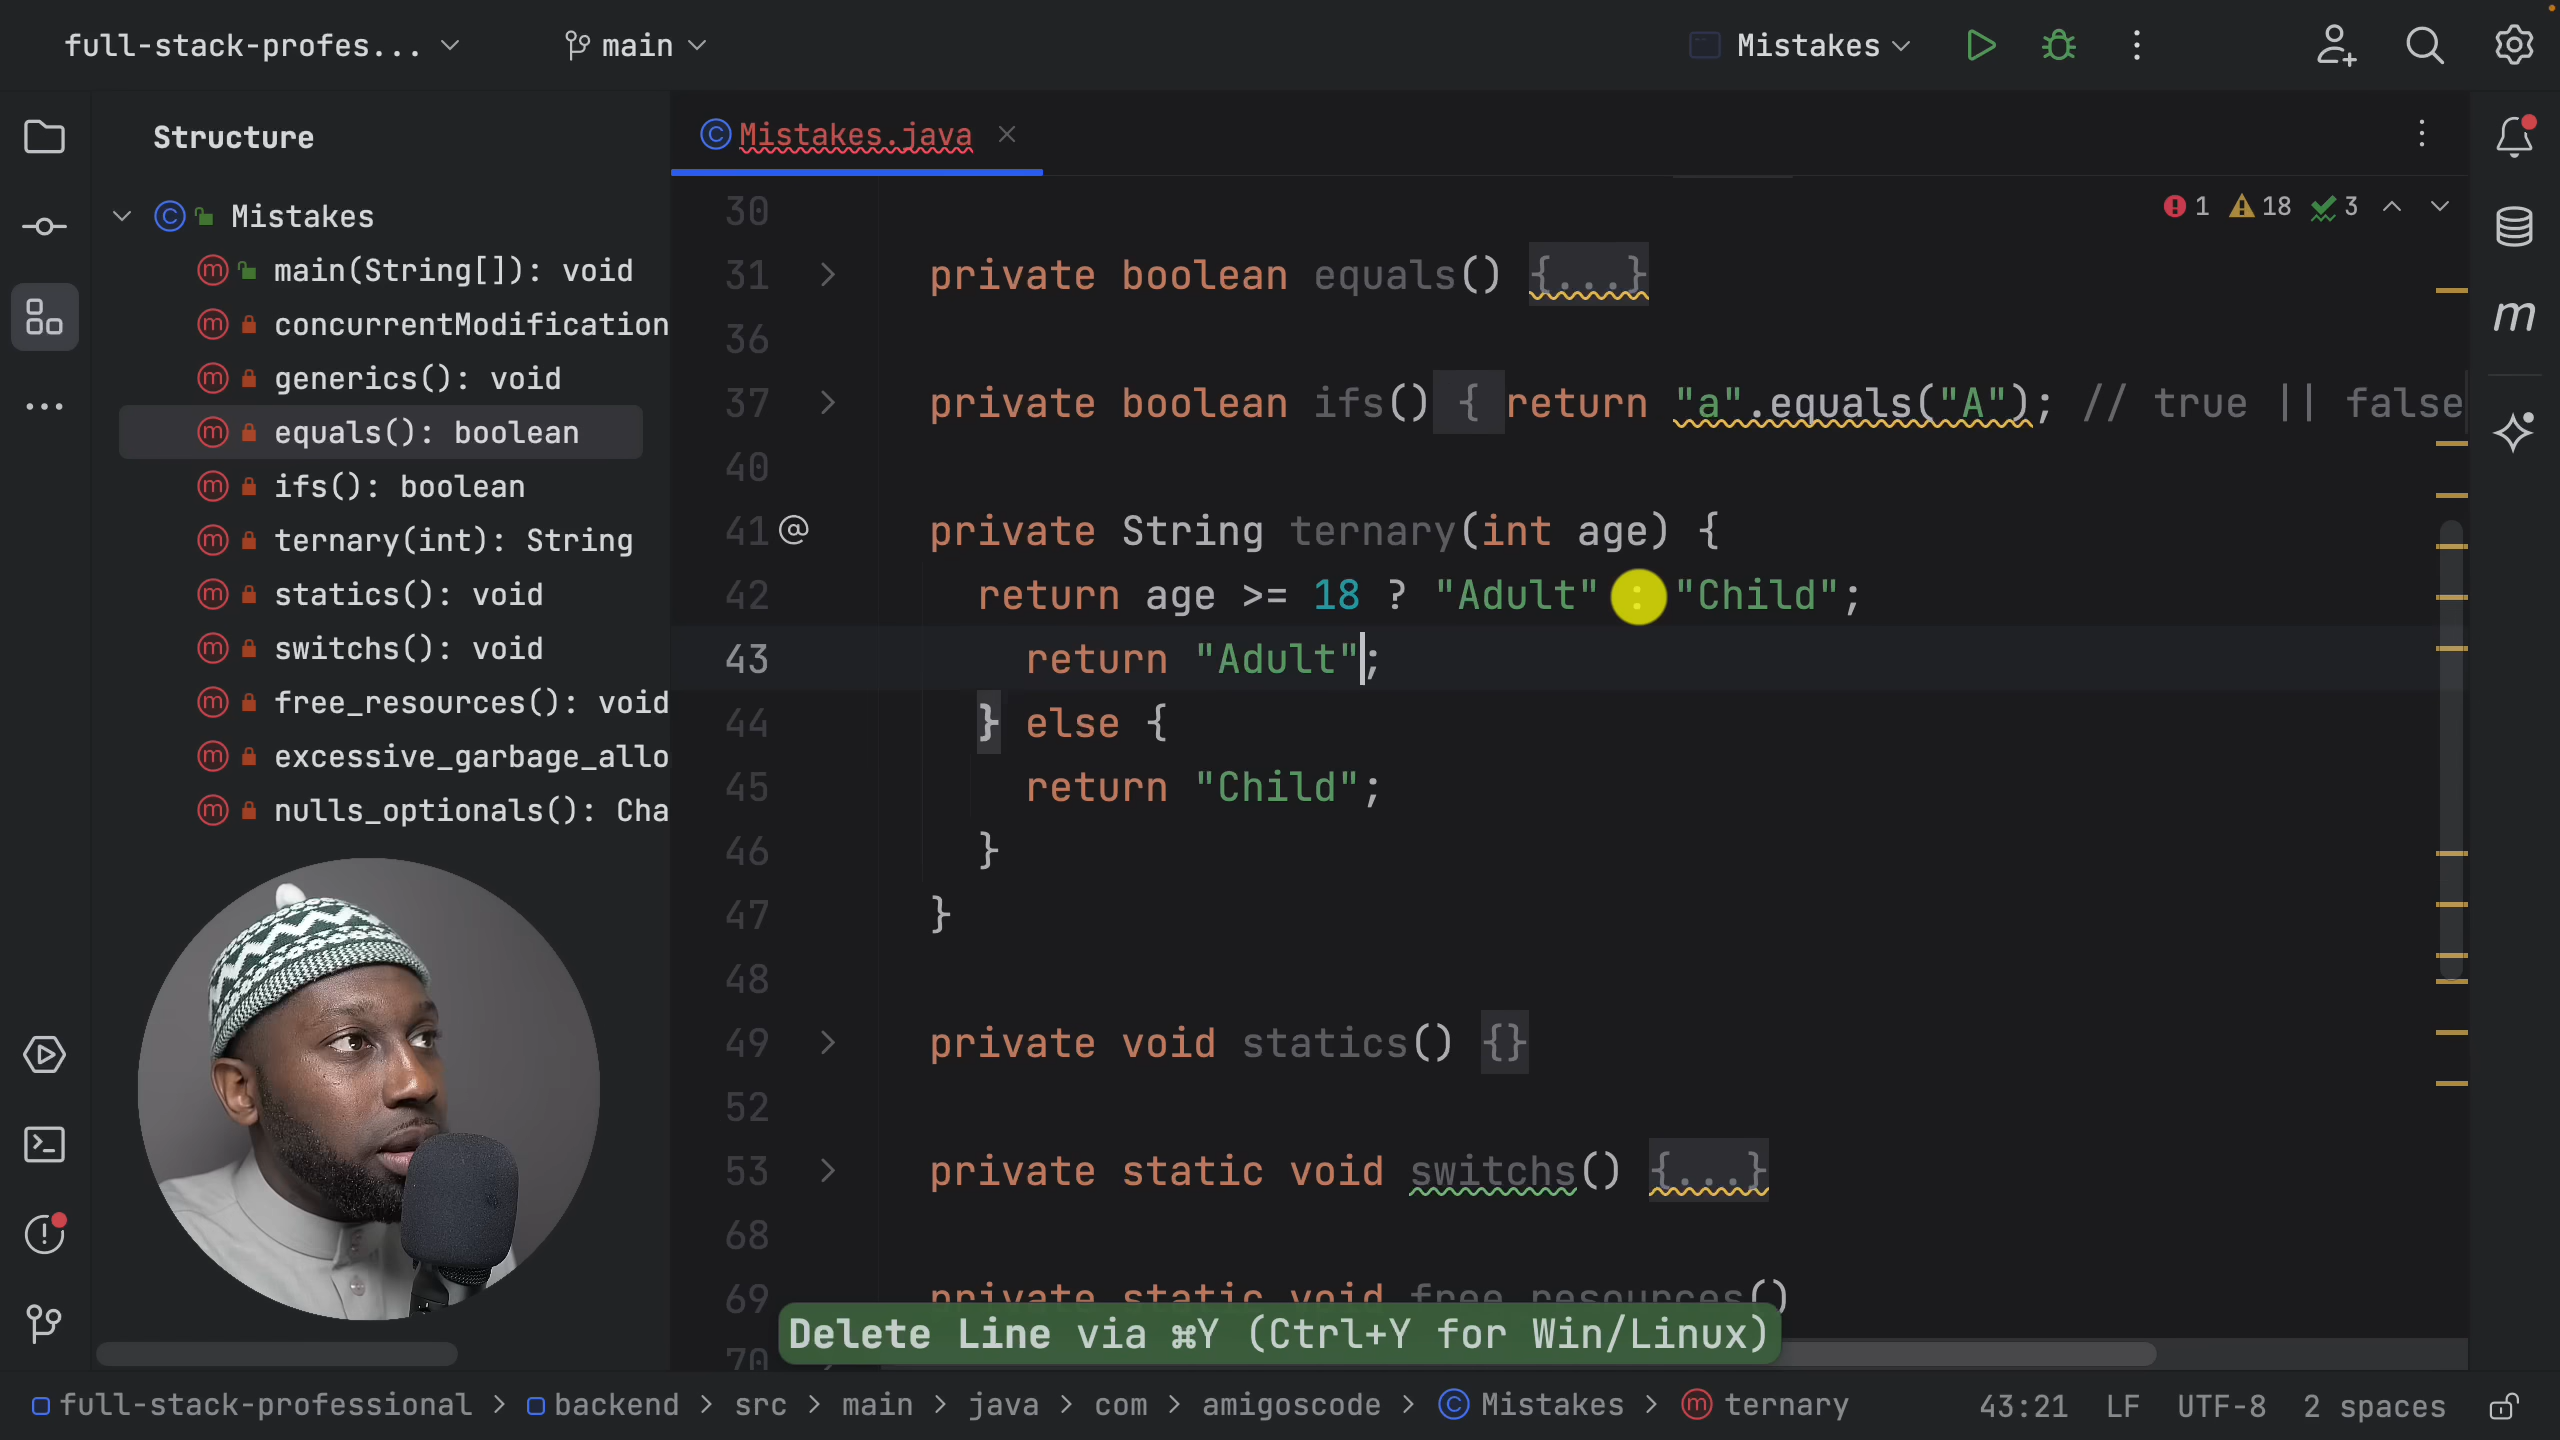 full-stack-profes...
main
Mistakes
Structure
Mistakes.java
Mistakes
main(String[]): void
concurrentModification
generics(): void
equals(): boolean
ifs(): boolean
ternary(int): String
statics(): void
switchs(): void
free_resources(): void
excessive_garbage_allo
nulls_optionals(): Cha
1 18 3
30
31 private boolean equals() {...}
36
37 private boolean ifs() { return "a".equals("A"); // true || false
40
41 @ private String ternary(int age) {
42 return age >= 18 ? "Adult" : "Child";
43 return "Adult";
44 } else {
45 return "Child";
46 }
47 }
48
49 private void statics() {}
52
53 private static void switchs() {...}
68
69 private static void free_resources()
70
Delete Line via ⌘Y (Ctrl+Y for Win/Linux)
full-stack-professional > backend > src > main > java > com > amigoscode > Mistakes > ternary 43:21 LF UTF-8 2 spaces